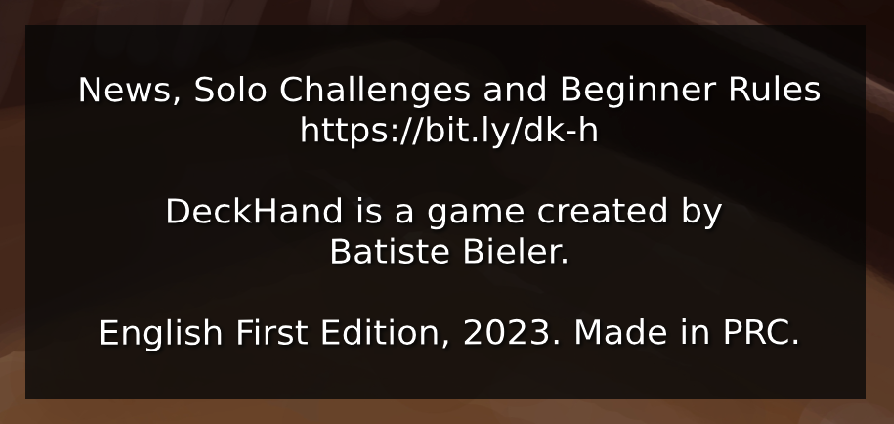 News, Solo Challenges and Beginner Rules
https://bit.ly/dk-h
DeckHand is a game created by
Batiste Bieler.
English First Edition, 2023. Made in PRC.